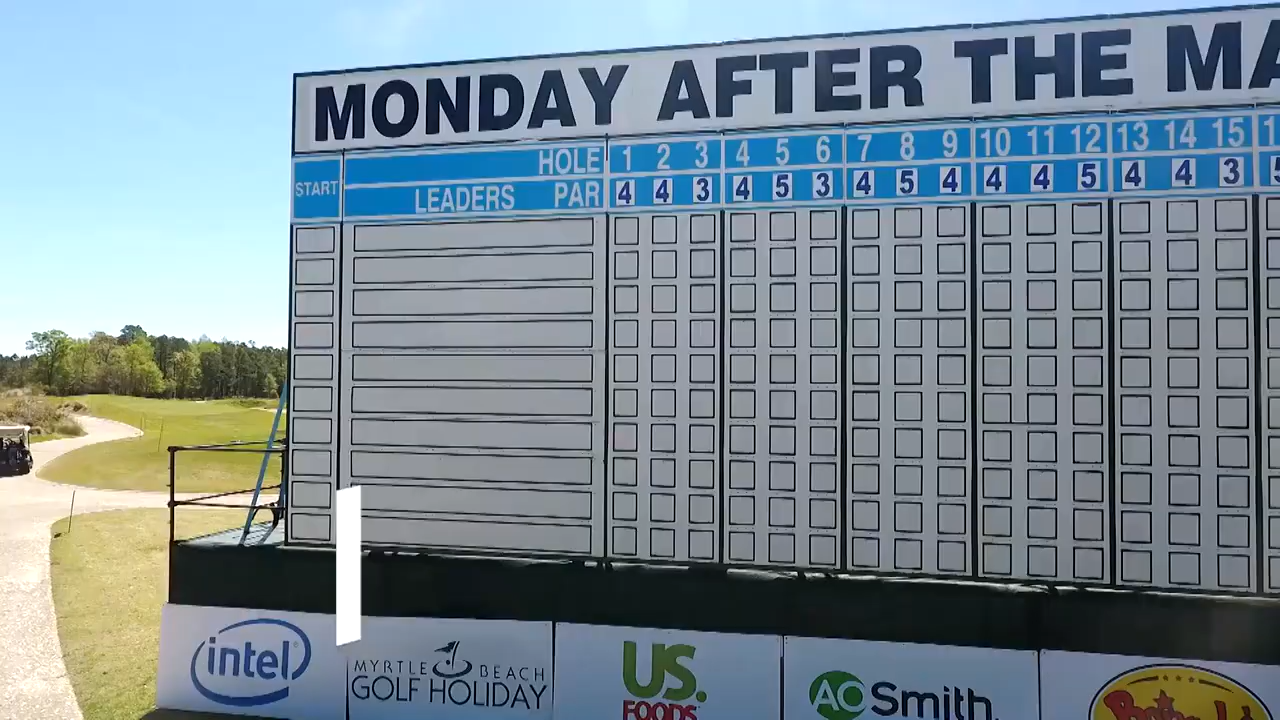 MONDAY AFTER THE MA
START
HOLE 1 2 3 4 5 6 7 8 9 10 11 12 13 14 15 1
LEADERS PAR 4 4 3 4 5 3 4 5 4 4 4 5 4 4 3 5
intel
MYRTLE BEACH
GOLF HOLIDAY
US.
FOODS
AO Smith.